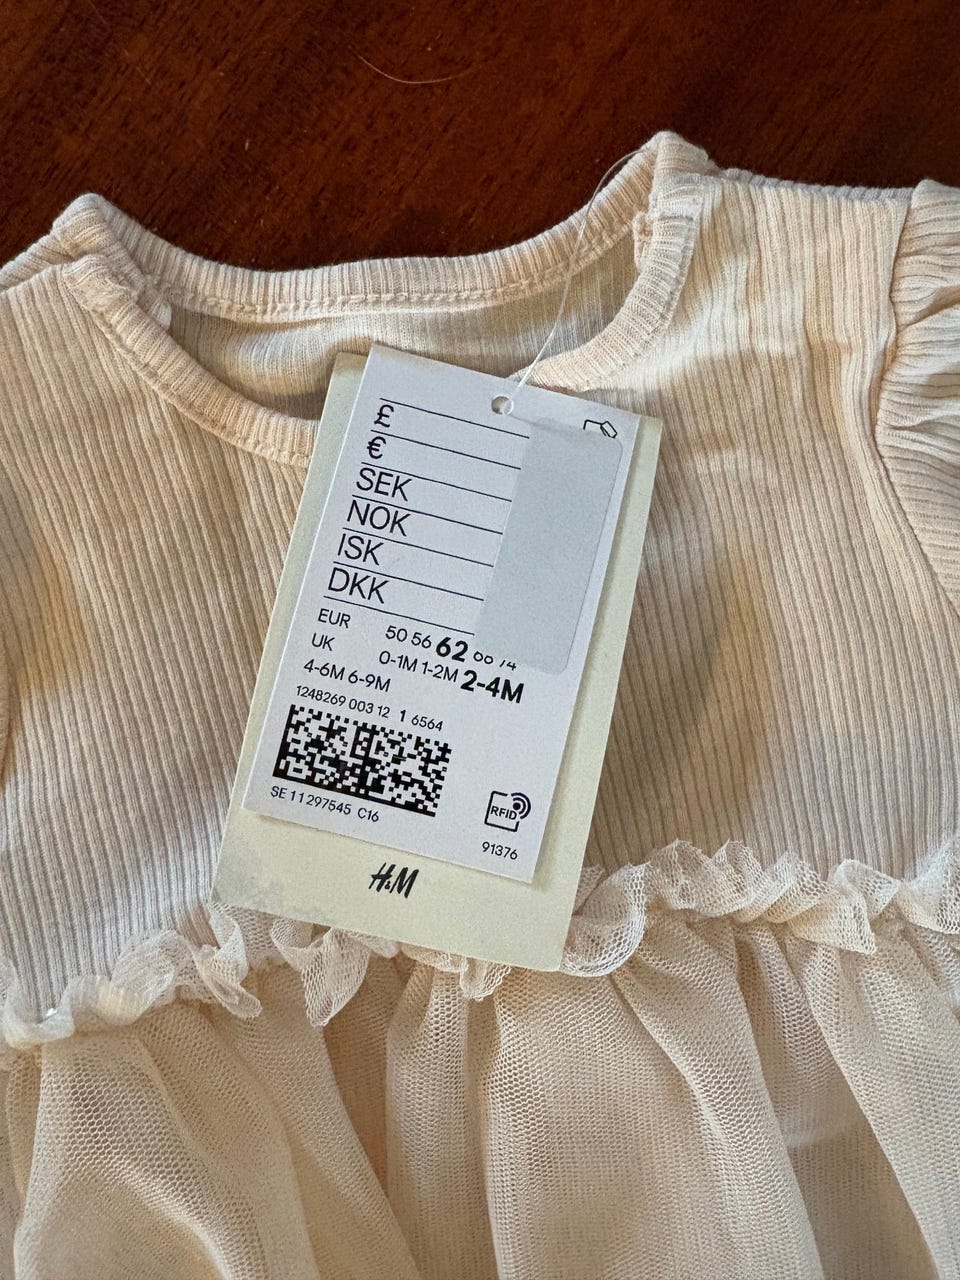 £
€
SEK
NOK
ISK
DKK
EUR 50 56 62
UK 0-1M 1-2M 2-4M
4-6M 6-9M
1248269 003 12 1 6564
SE 11297545 C16
RFID
91376
H&M